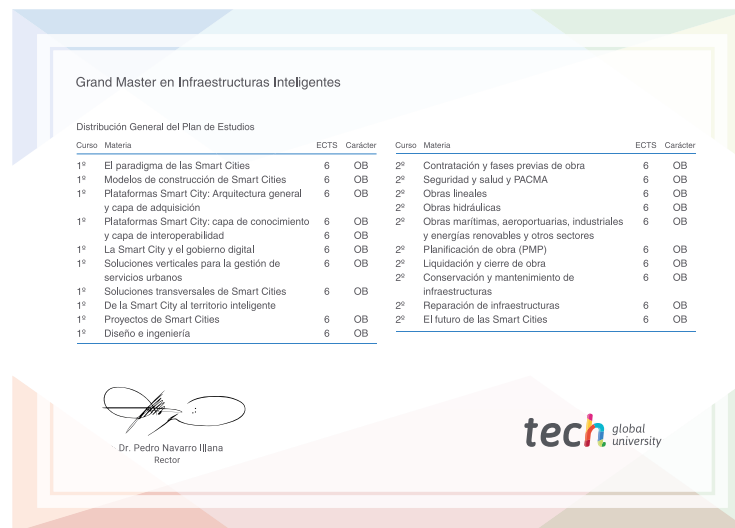 Grand Master en Infraestructuras Inteligentes
Distribución General del Plan de Estudios
Curso Materia ECTS Carácter
1º El paradigma de las Smart Cities 6 OB
1º Modelos de construcción de Smart Cities 6 OB
1º Plataformas Smart City: Arquitectura general 6 OB
y capa de adquisición
1º Plataformas Smart City: capa de conocimiento 6 OB
y capa de interoperabilidad 6 OB
1º La Smart City y el gobierno digital 6 OB
1º Soluciones verticales para la gestión de 6 OB
servicios urbanos
1º Soluciones transversales de Smart Cities 6 OB
1º De la Smart City al territorio inteligente
1º Proyectos de Smart Cities 6 OB
1º Diseño e ingeniería 6 OB
Curso Materia ECTS Carácter
2º Contratación y fases previas de obra 6 OB
2º Seguridad y salud y PACMA 6 OB
2º Obras lineales 6 OB
2º Obras hidráulicas 6 OB
2º Obras marítimas, aeroportuarias, industriales 6 OB
y energías renovables y otros sectores
2º Planificación de obra (PMP) 6 OB
2º Liquidación y cierre de obra 6 OB
2º Conservación y mantenimiento de 6 OB
infraestructuras
2º Reparación de infraestructuras 6 OB
2º El futuro de las Smart Cities 6 OB
Dr. Pedro Navarro Illana
Rector
tech global
university